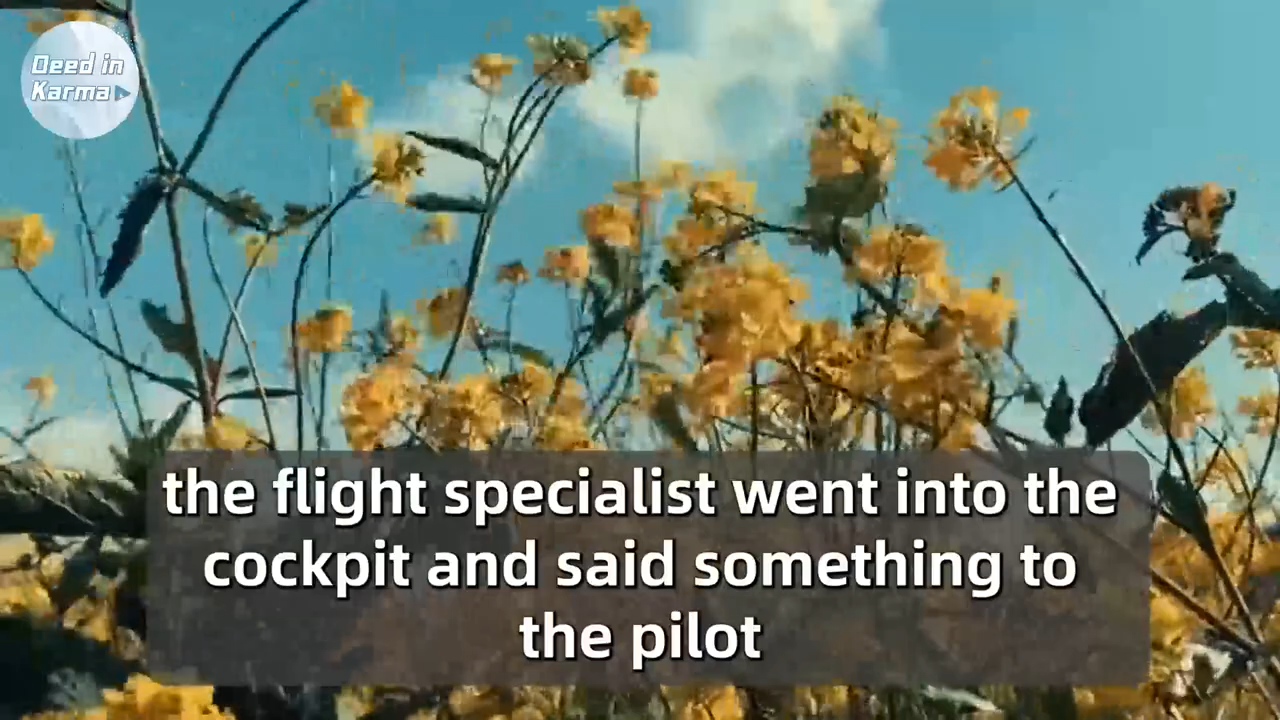 Deed in
Karma
the flight specialist went into the
cockpit and said something to
the pilot